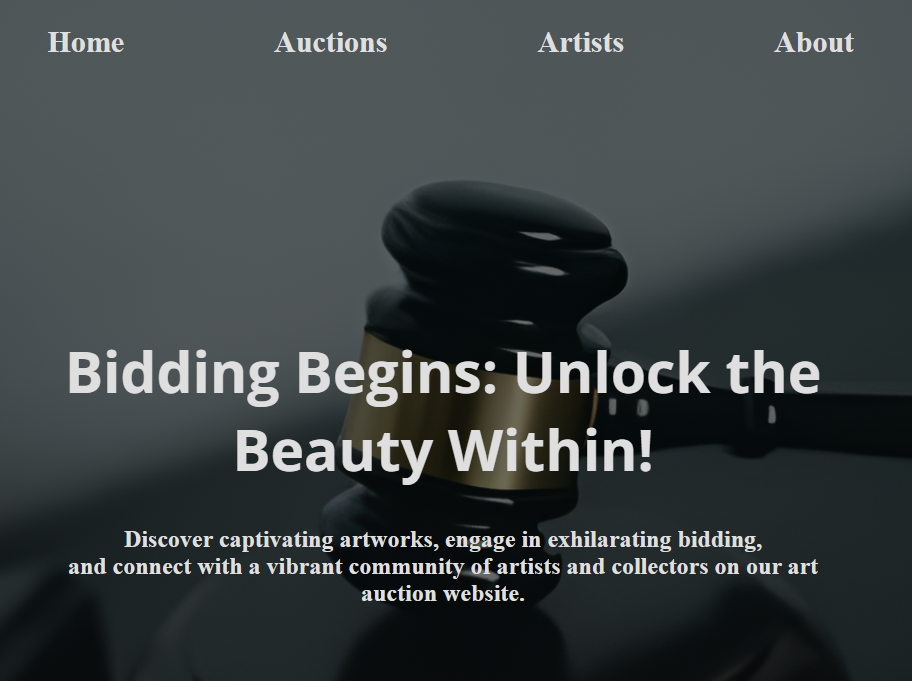 Home Auctions Artists About
Bidding Begins: Unlock the
Beauty Within!
Discover captivating artworks, engage in exhilarating bidding,
and connect with a vibrant community of artists and collectors on our art
auction website.